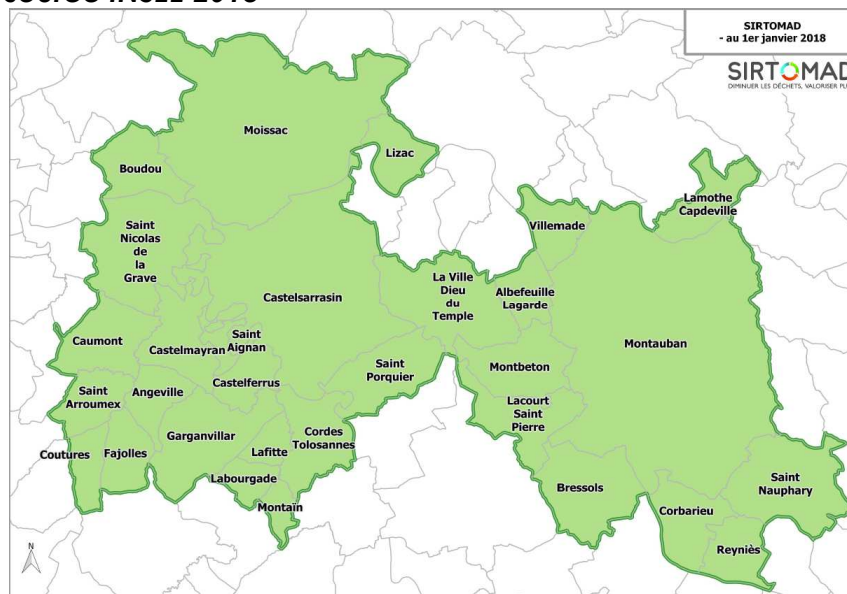 SIRTOMAD
- au 1er janvier 2018
SIRTOMAD
DIMINUER LES DÉCHETS, VALORISER
Moissac
Lizac
Boudou
Lamothe
Capdeville
Saint
Nicolas
de
la
Grave
Villemade
La Ville
Dieu
du
Temple
Albefeuille
Lagarde
Castelsarrasin
Caumont
Castelmayran
Saint
Aignan
Montauban
Saint
Porquier
Montbeton
Saint
Arroumex
Angeville
Castelferrus
Lacourt
Saint
Pierre
Garganvillar
Cordes
Tolosannes
Coutures
Fajolles
Lafitte
Labourgade
Montaïn
Bressols
Saint
Nauphary
Corbarieu
Reyniès
N